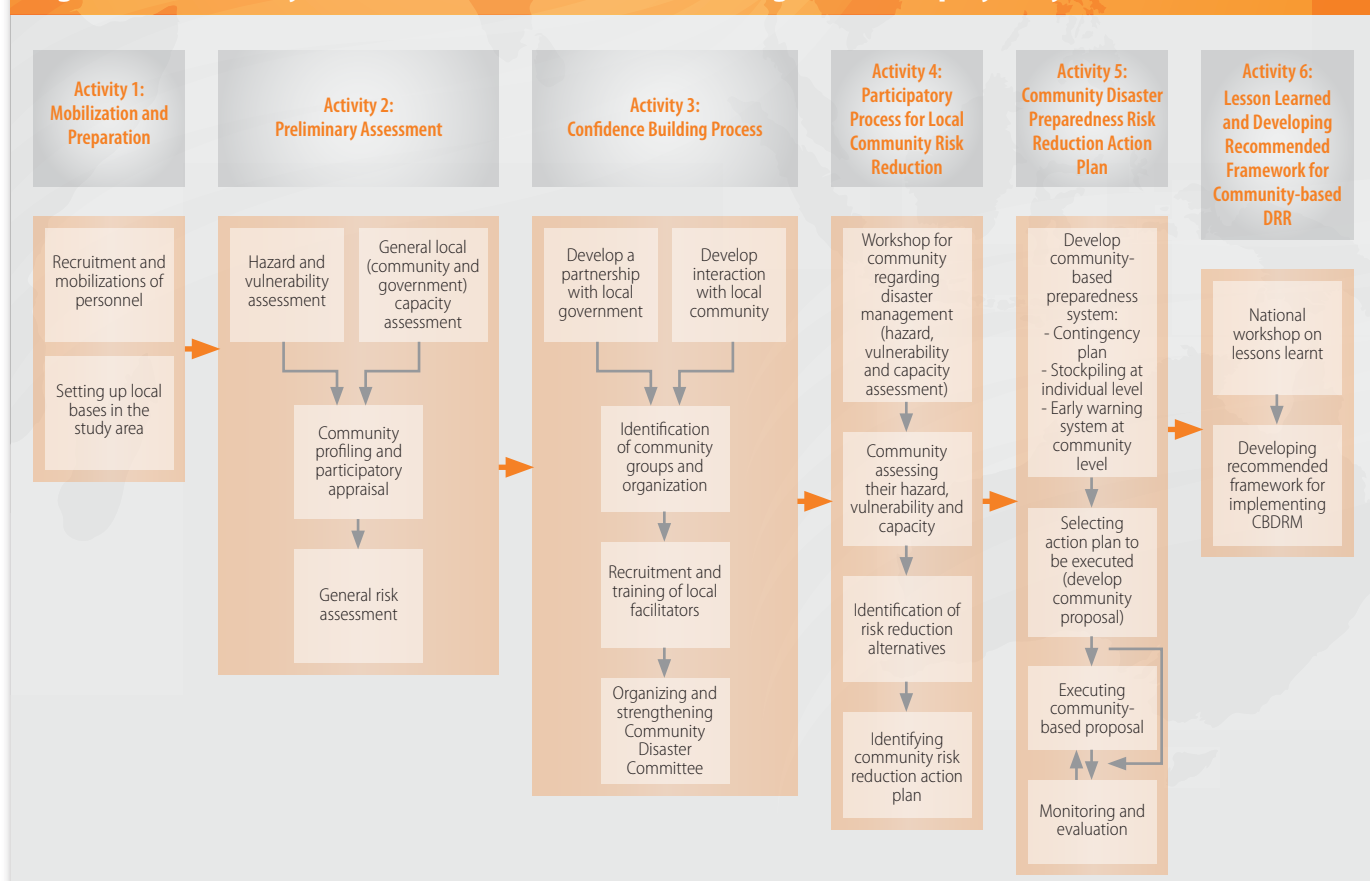 Activity 1:
Mobilization and
Preparation
Activity 2:
Preliminary Assessment
Activity 3:
Confidence Building Process
Activity 4:
Participatory
Process for Local
Community Risk
Reduction
Activity 5:
Community Disaster
Preparedness Risk
Reduction Action
Plan
Activity 6:
Lesson Learned
and Developing
Recommended
Framework for
Community-based
DRR
Recruitment and
mobilizations of
personnel
Setting up local
bases in the
study area
Hazard and
vulnerability
assessment
General local
(community and
government)
capacity
assessment
Community
profiling and
participatory
appraisal
General risk
assessment
Develop a
partnership
with local
government
Develop
interaction
with local
community
Identification
of community
groups and
organization
Recruitment and
training of local
facilitators
Organizing and
strengthening
Community
Disaster
Committee
Workshop for
community
regarding
disaster
management
(hazard,
vulnerability
and capacity
assessment)
Community
assessing
their hazard,
vulnerability and
capacity
Identification of
risk reduction
alternatives
Identifying
community risk
reduction action
plan
Develop
community-
based
preparedness
system:
- Contingency
plan
- Stockpiling at
individual level
- Early warning
system at
community
level
Selecting
action plan to
be executed
(develop
community
proposal)
Executing
community-
based proposal
Monitoring and
evaluation
National
workshop on
lessons learnt
Developing
recommended
framework for
implementing
CBDRM